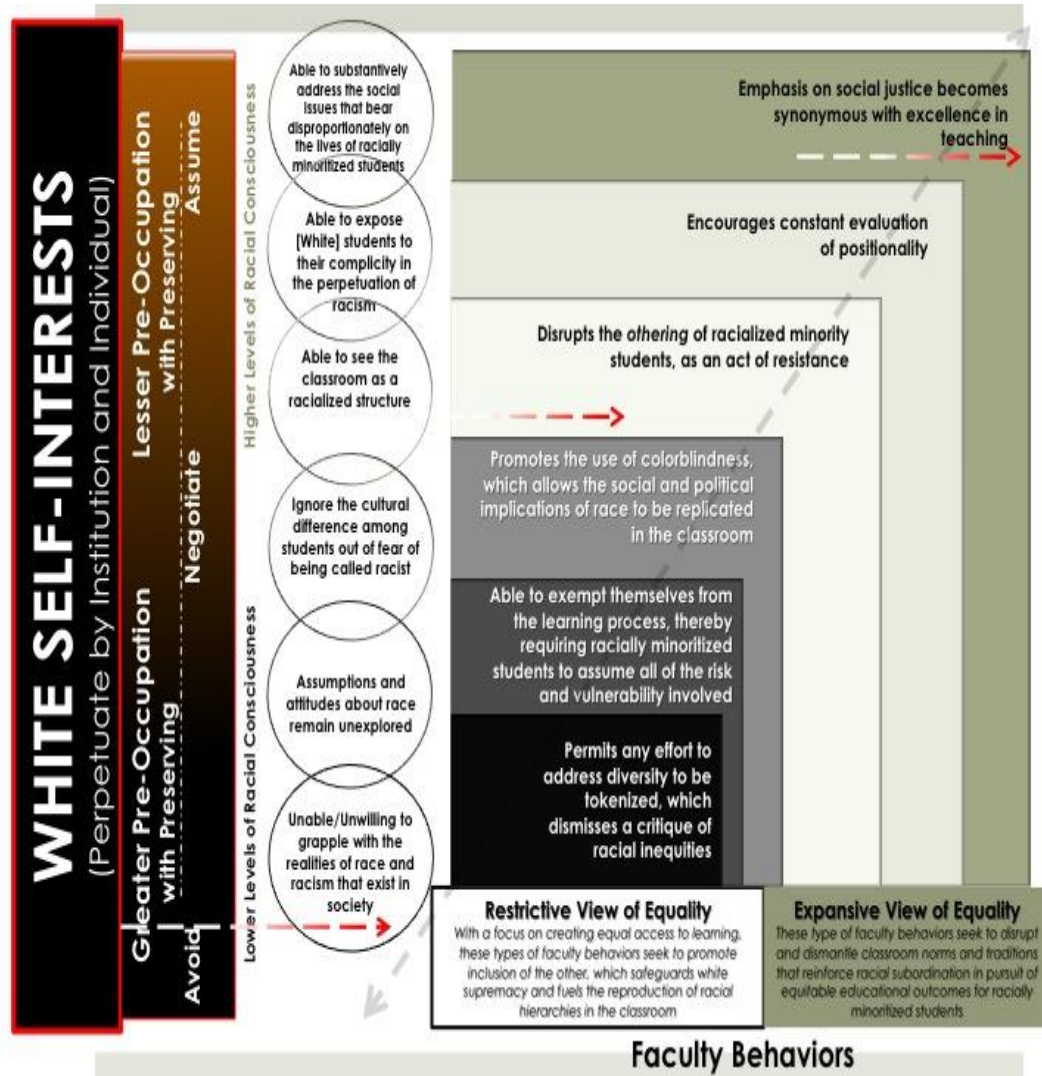 WHITE SELF-INTERESTS
(Perpetuate by Institution and Individual)
Greater Pre-Occupation
with Preserving
Lesser Pre-Occupation
with Preserving
Avoid
Negotiate
Assume
Lower Levels of Racial Consciousness
Higher Levels of Racial Consciousness
Able to substantively
address the social
issues that bear
disproportionately on
the lives of racially
minoritized students
Able to expose
[White] students to
their complicity in
the perpetuation of
racism
Able to see the
classroom as a
racialized structure
Ignore the cultural
difference among
students out of fear of
being called racist
Assumptions and
attitudes about race
remain unexplored
Unable/Unwilling to
grapple with the
realities of race and
racism that exist in
society
Emphasis on social justice becomes
synonymous with excellence in
teaching
Encourages constant evaluation
of positionality
Disrupts the othering of racialized minority
students, as an act of resistance
Promotes the use of colorblindness,
which allows the social and political
implications of race to be replicated
in the classroom
Able to exempt themselves from
the learning process, thereby
requiring racially minoritized
students to assume all of the risk
and vulnerability involved
Permits any effort to
address diversity to be
tokenized, which
dismisses a critique of
racial inequities
Restrictive View of Equality
With a focus on creating equal access to learning,
these types of faculty behaviors seek to promote
inclusion of the other, which safeguards white
supremacy and fuels the reproduction of racial
hierarchies in the classroom
Expansive View of Equality
These type of faculty behaviors seek to disrupt
and dismantle classroom norms and traditions
that reinforce racial subordination in pursuit of
equitable educational outcomes for racially
minoritized students
Faculty Behaviors